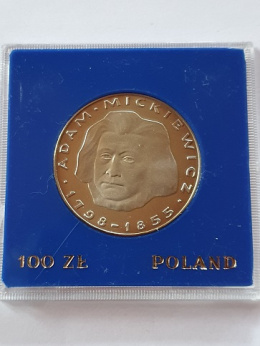 ·ADAM·MICKIEWICZ·
1798-1855
100 ZŁ POLAND